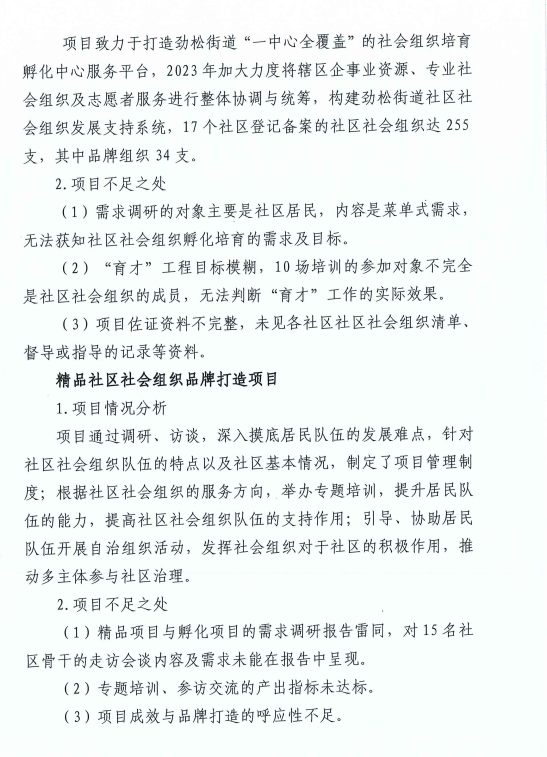 项目致力于打造劲松街道“一中心全覆盖”的社会组织培育
孵化中心服务平台，2023年加大力度将辖区企事业资源、专业社
会组织及志愿者服务进行整体协调与统筹，构建劲松街道社区社
会组织发展支持系统，17个社区登记备案的社区社会组织达255
支，其中品牌组织34支。
2.项目不足之处
（1）需求调研的对象主要是社区居民，内容是菜单式需求，
无法获知社区社会组织孵化培育的需求及目标。
（2）“育才”工程目标模糊，10场培训的参加对象不完全
是社区社会组织的成员，无法判断“育才”工作的实际效果。
（3）项目佐证资料不完整，未见各社区社区社会组织清单、
督导或指导的记录等资料。
精品社区社会组织品牌打造项目
1.项目情况分析
项目通过调研、访谈，深入摸底居民队伍的发展难点，针对
社区社会组织队伍的特点以及社区基本情况，制定了项目管理制
度；根据社区社会组织的服务方向，举办专题培训，提升居民队
伍的能力，提高社区社会组织队伍的支持作用；引导、协助居民
队伍开展自治组织活动，发挥社会组织对于社区的积极作用，推
动多主体参与社区治理。
2.项目不足之处
（1）精品项目与孵化项目的需求调研报告雷同，对15名社
区骨干的走访会谈内容及需求未能在报告中呈现。
（2）专题培训、参访交流的产出指标未达标。
（3）项目成效与品牌打造的呼应性不足。